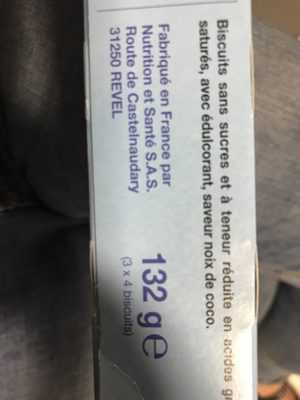 Biscuits sans sucres et à teneur réduite en acides
saturés, avec édulcorant, saveur noix de coco.
Fabriqué en France par
Nutrition et Santé S.A.S.
Route de Castelnaudary
31250 REVEL
132 g e
(3 x 4 biscuits)